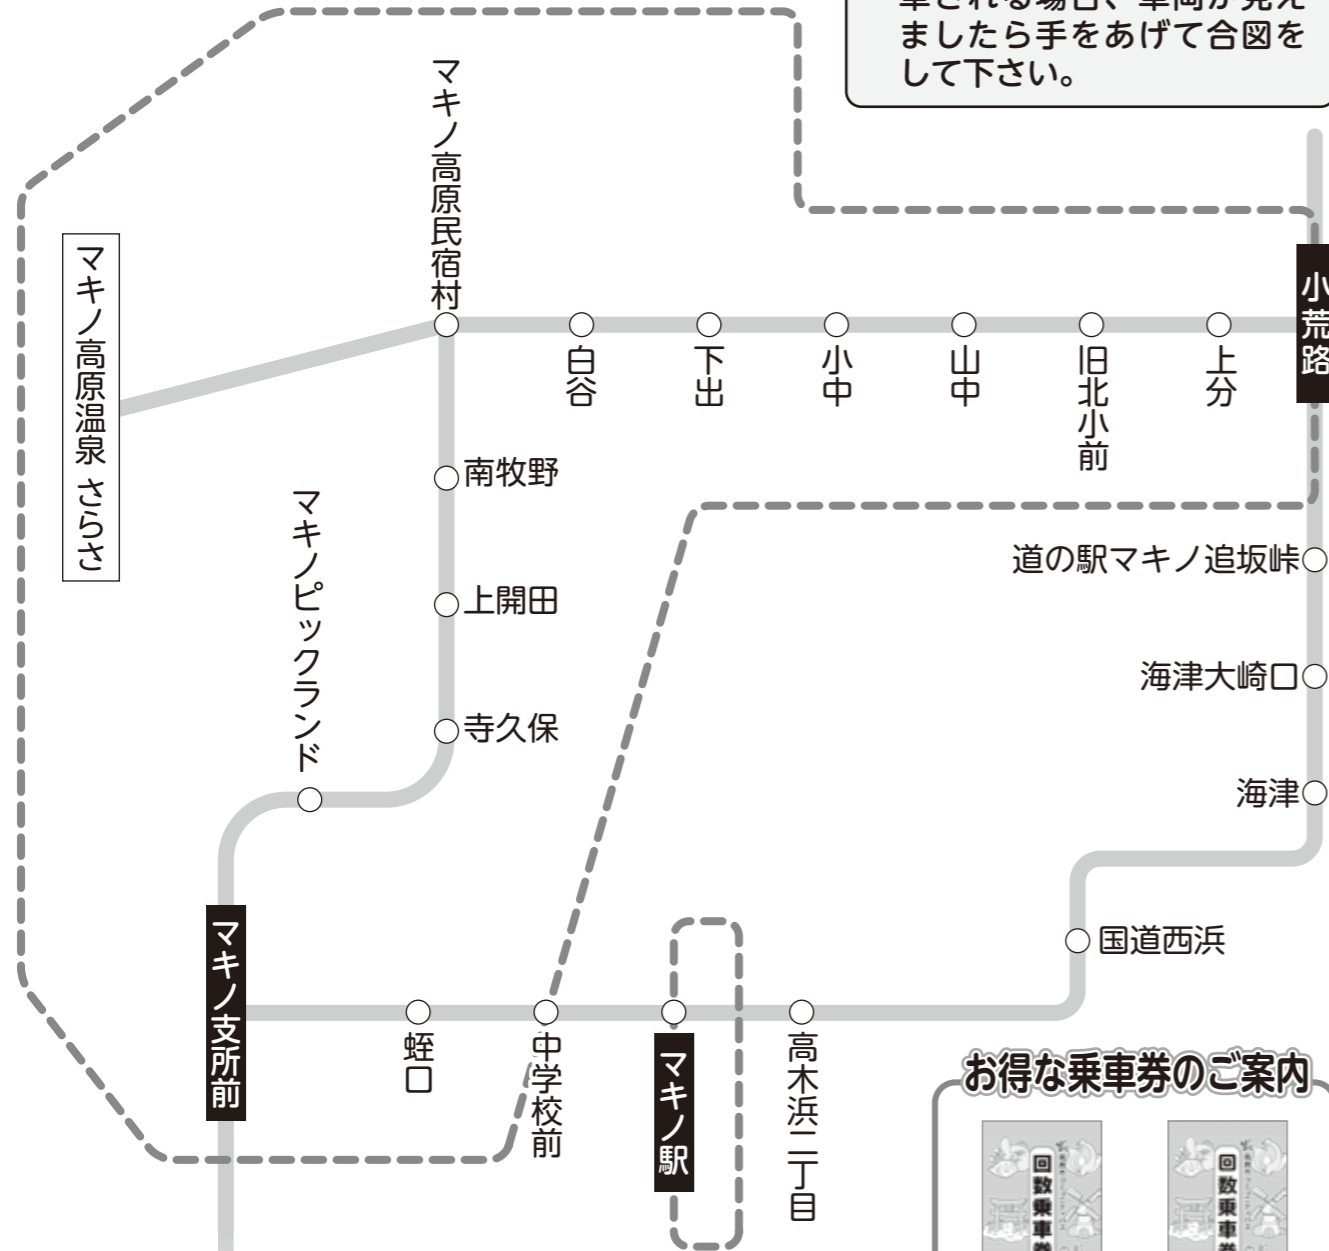 ましたら手をあげて合図を
して下さい。
マキノ高原民宿村
マキノ高原温泉 さらさ
白谷
下出
小中
山中
旧北小前
上分
小荒路
南牧野
上開田
寺久保
マキノピックランド
道の駅マキノ追坂峠
海津大崎口
海津
国道西浜
マキノ支所前
蛭口
中学校前
マキノ駅
高木浜二丁目
お得な乗車券のご案内
回数乗車券
回数乗車券